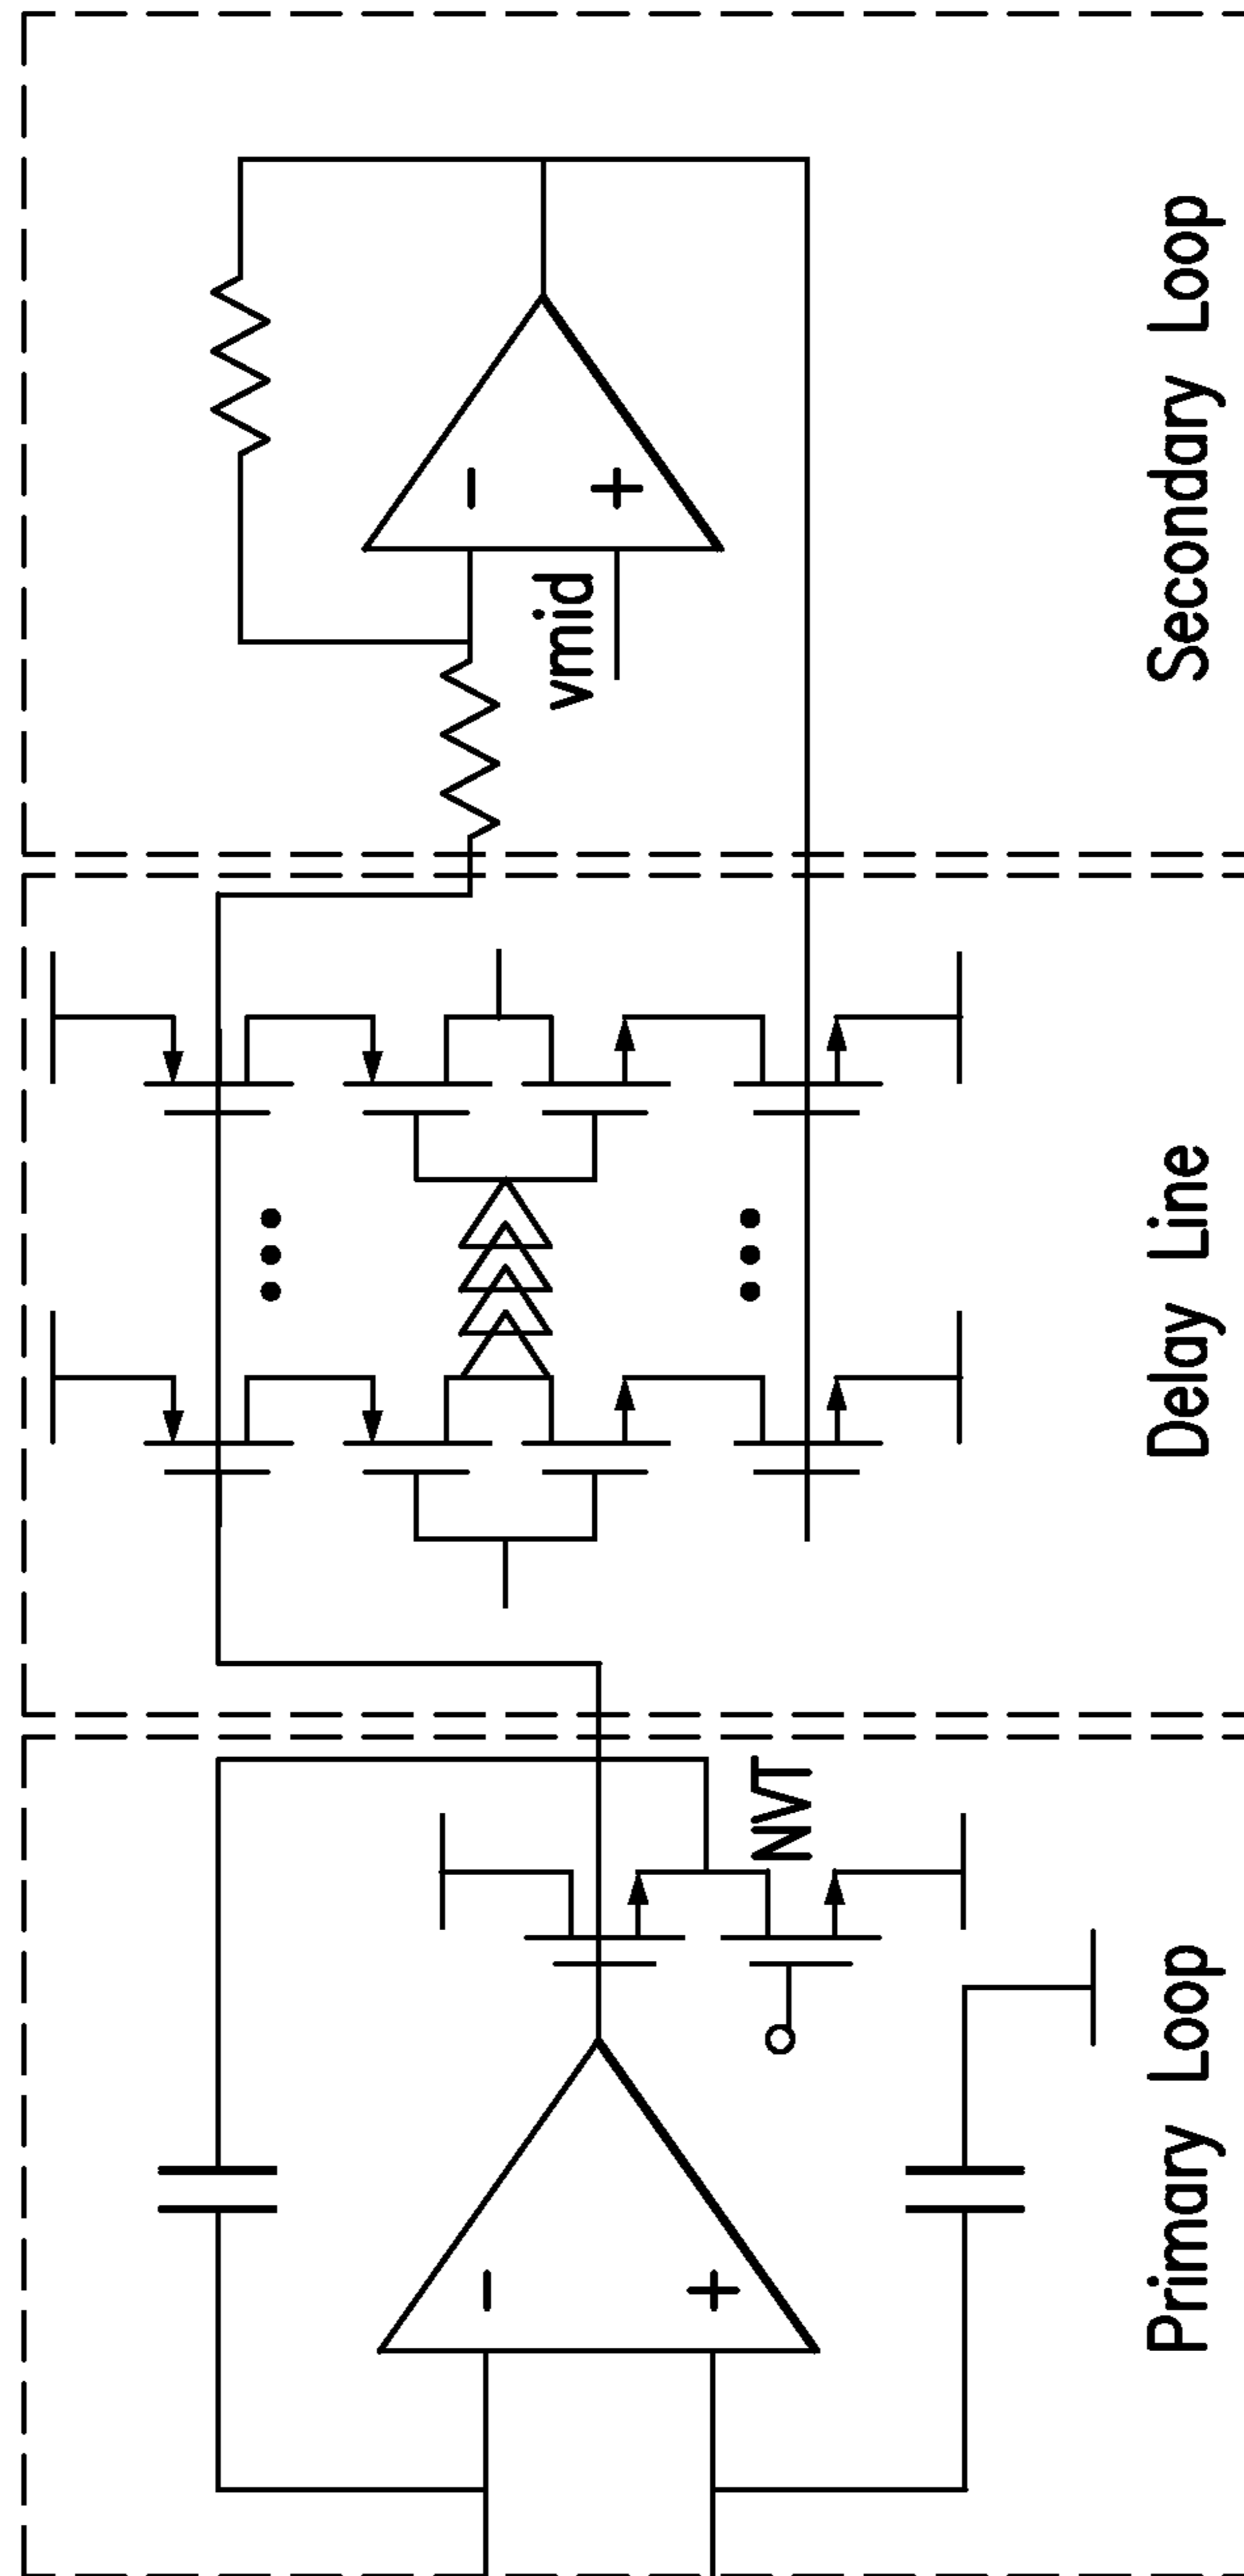 Primary Loop
Delay Line
Secondary Loop
NVT
vmid
−
+
−
+